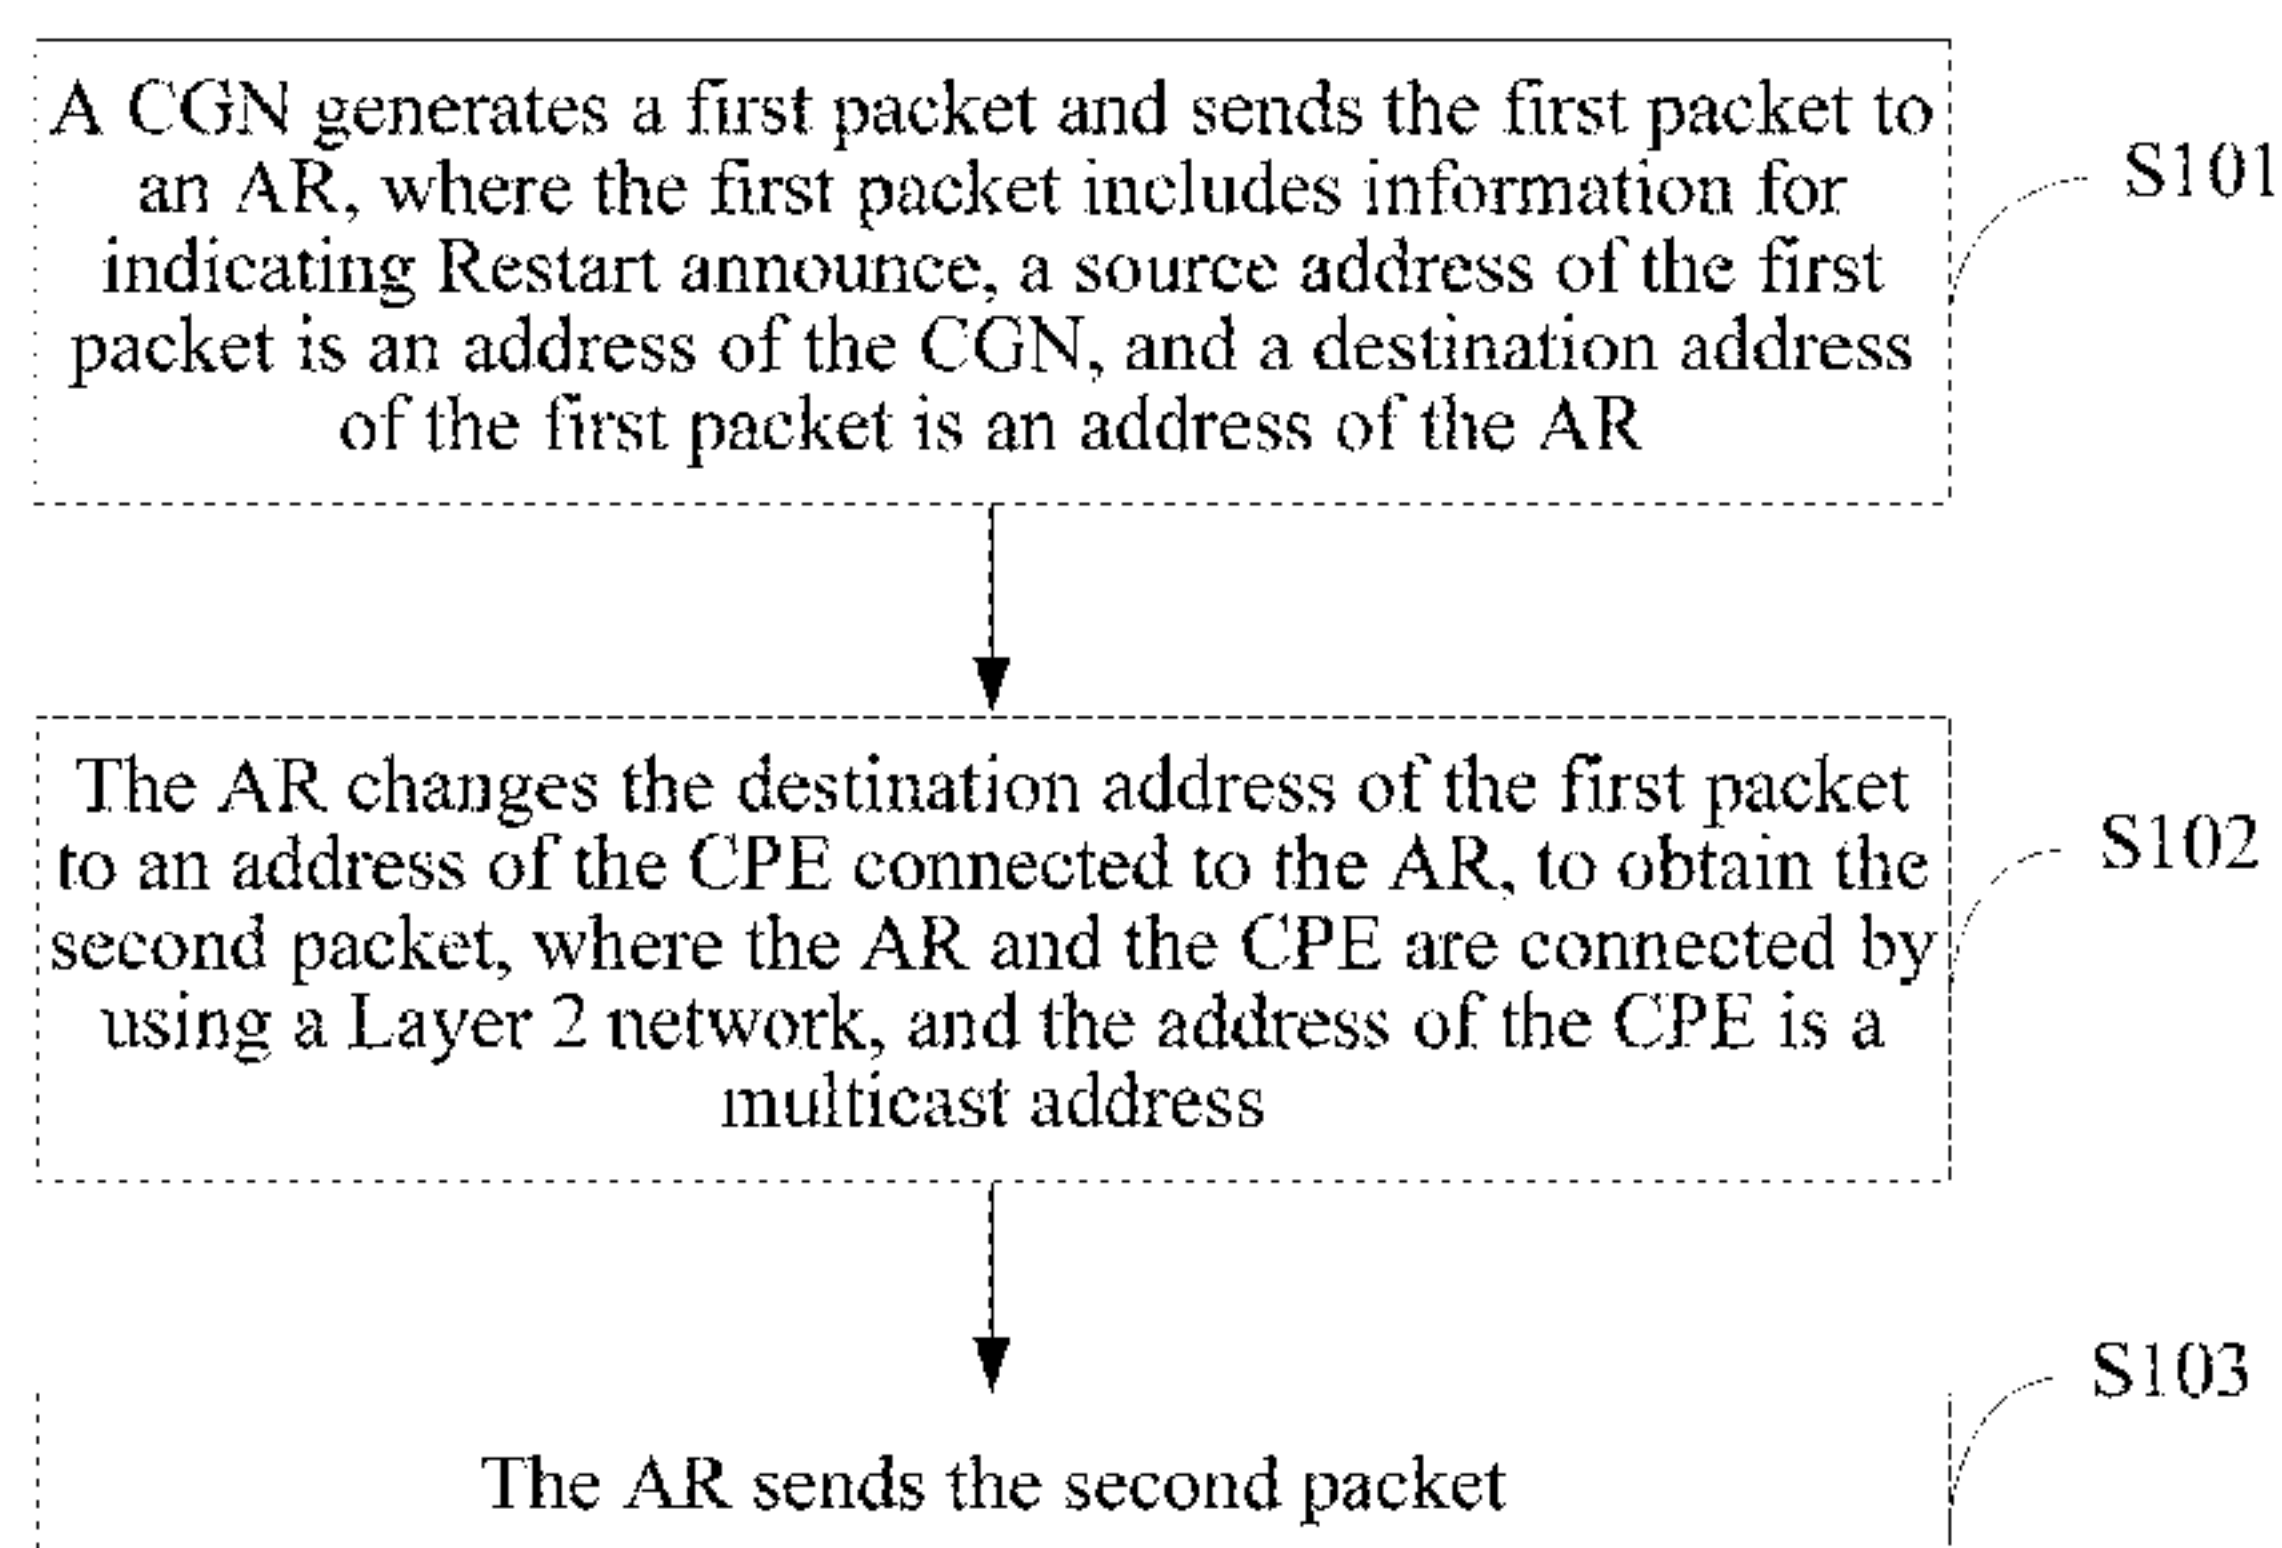 A CGN generates a first packet and sends the first packet to
an AR, where the first packet includes information for
indicating Restart announce, a source address of the first
packet is an address of the CGN, and a destination address
of the first packet is an address of the AR
S101
The AR changes the destination address of the first packet
to an address of the CPE connected to the AR, to obtain the
second packet, where the AR and the CPE are connected by
using a Layer 2 network, and the address of the CPE is a
multicast address
S102
The AR sends the second packet
S103